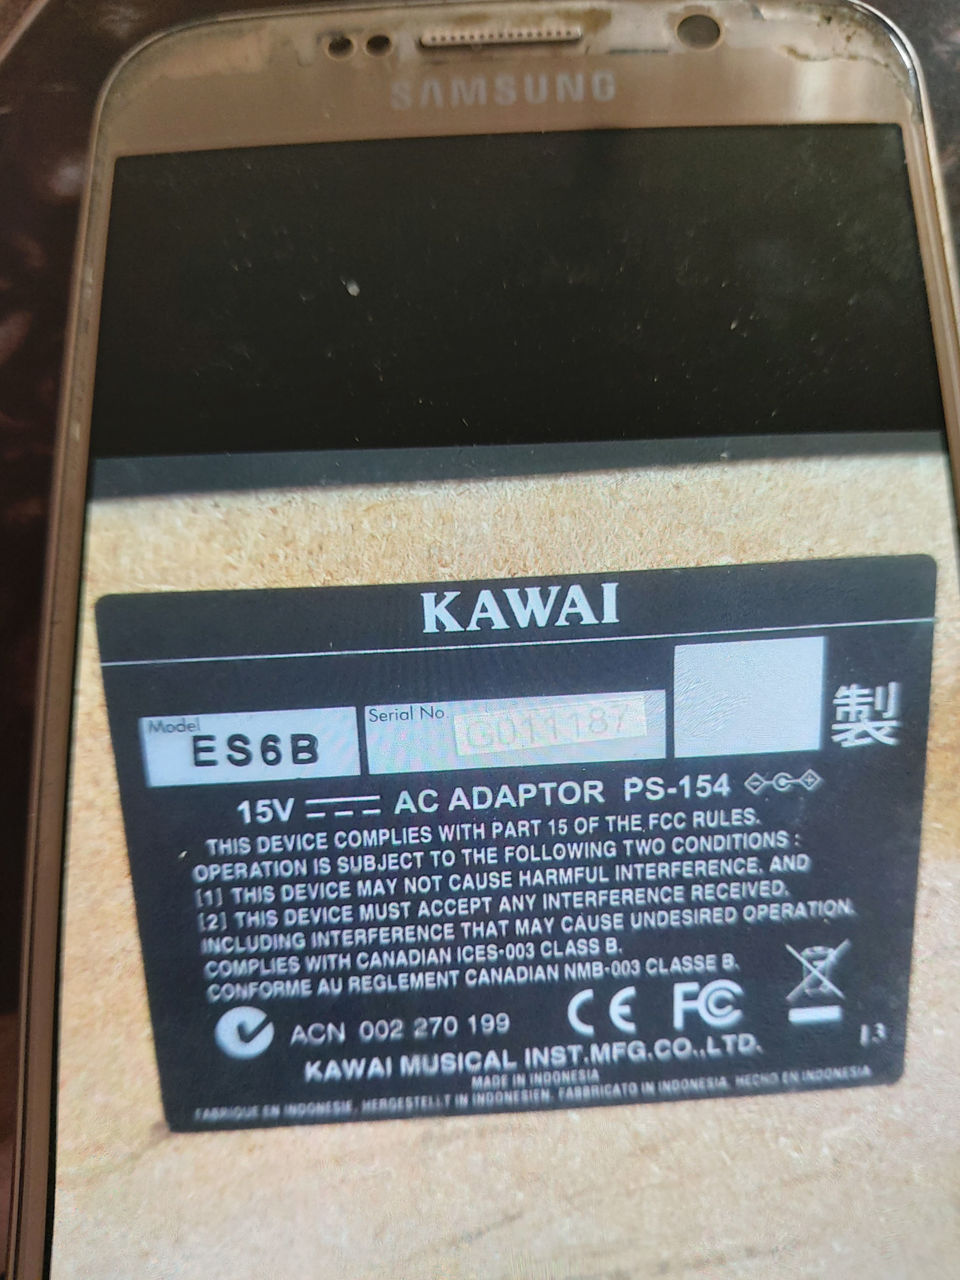 SAMSUNG
KAWAI
Model ES6B
Serial No. G011187
製
15V AC ADAPTOR PS-154
THIS DEVICE COMPLIES WITH PART 15 OF THE FCC RULES.
OPERATION IS SUBJECT TO THE FOLLOWING TWO CONDITIONS :
[1] THIS DEVICE MAY NOT CAUSE HARMFUL INTERFERENCE. AND
[2] THIS DEVICE MUST ACCEPT ANY INTERFERENCE RECEIVED.
INCLUDING INTERFERENCE THAT MAY CAUSE UNDESIRED OPERATION.
COMPLIES WITH CANADIAN ICES-003 CLASS B.
CONFORME AU REGLEMENT CANADIAN NMB-003 CLASSE B.
ACN 002 270 199 CE FC
KAWAI MUSICAL INST.MFG.CO.,LTD.
MADE IN INDONESIA
FABRIQUE EN INDONESIE, HERGESTELLT IN INDONESIEN, FABBRICATO IN INDONESIA, HECHO EN INDONESIA